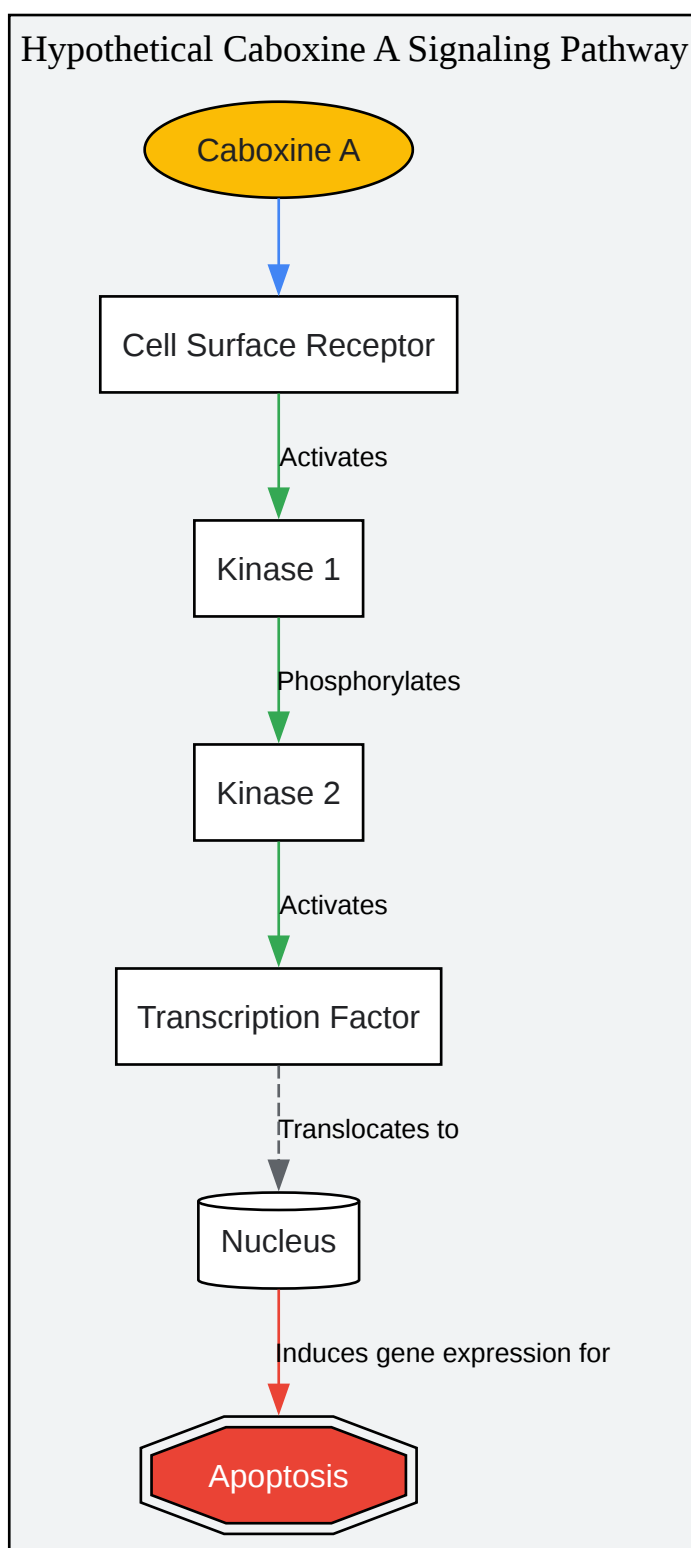 Hypothetical Caboxine A Signaling Pathway
Caboxine A
Cell Surface Receptor
Activates
Kinase 1
Phosphorylates
Kinase 2
Activates
Transcription Factor
Translocates to
Nucleus
Induces gene expression for
Apoptosis